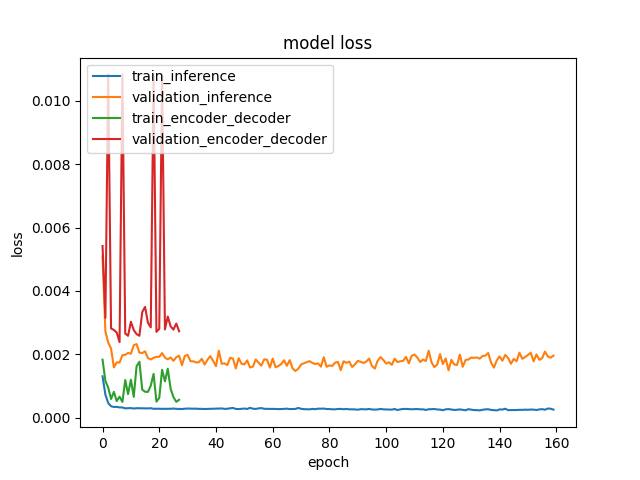 model loss
train_inference
validation_inference
train_encoder_decoder
validation_encoder_decoder
0.010
0.008
0.006
0.004
0.002
0.000
loss
0 20 40 60 80 100 120 140 160
epoch